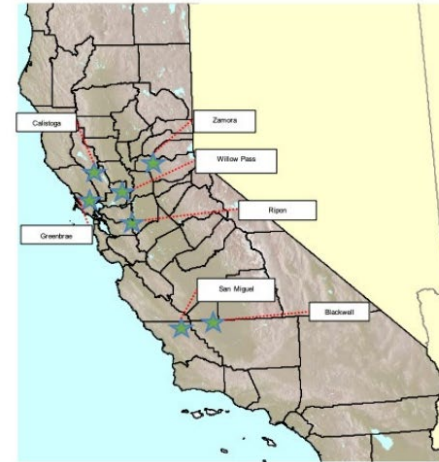 Calistoga
Zamora
Willow Pass
Ripon
Greenbrae
San Miguel
Blackwell